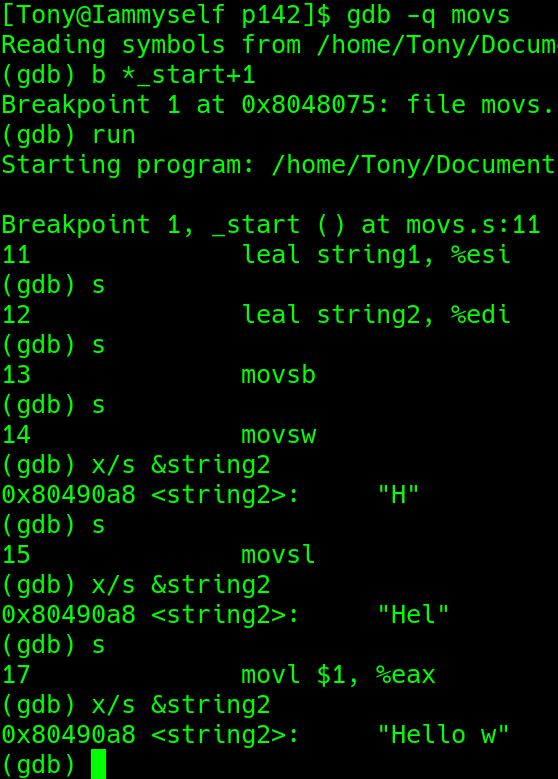 [Tony@Iammyself p142]$ gdb -q movs
Reading symbols from /home/Tony/Docum
(gdb) b *_start+1
Breakpoint 1 at 0x8048075: file movs.
(gdb) run
Starting program: /home/Tony/Document
Breakpoint 1, _start () at movs.s:11
11                leal string1, %esi
(gdb) s
12                leal string2, %edi
(gdb) s
13                movsb
(gdb) s
14                movsw
(gdb) x/s &string2
0x80490a8 <string2>:     "H"
(gdb) s
15                movsl
(gdb) x/s &string2
0x80490a8 <string2>:     "Hel"
(gdb) s
17                movl $1, %eax
(gdb) x/s &string2
0x80490a8 <string2>:     "Hello w"
(gdb)